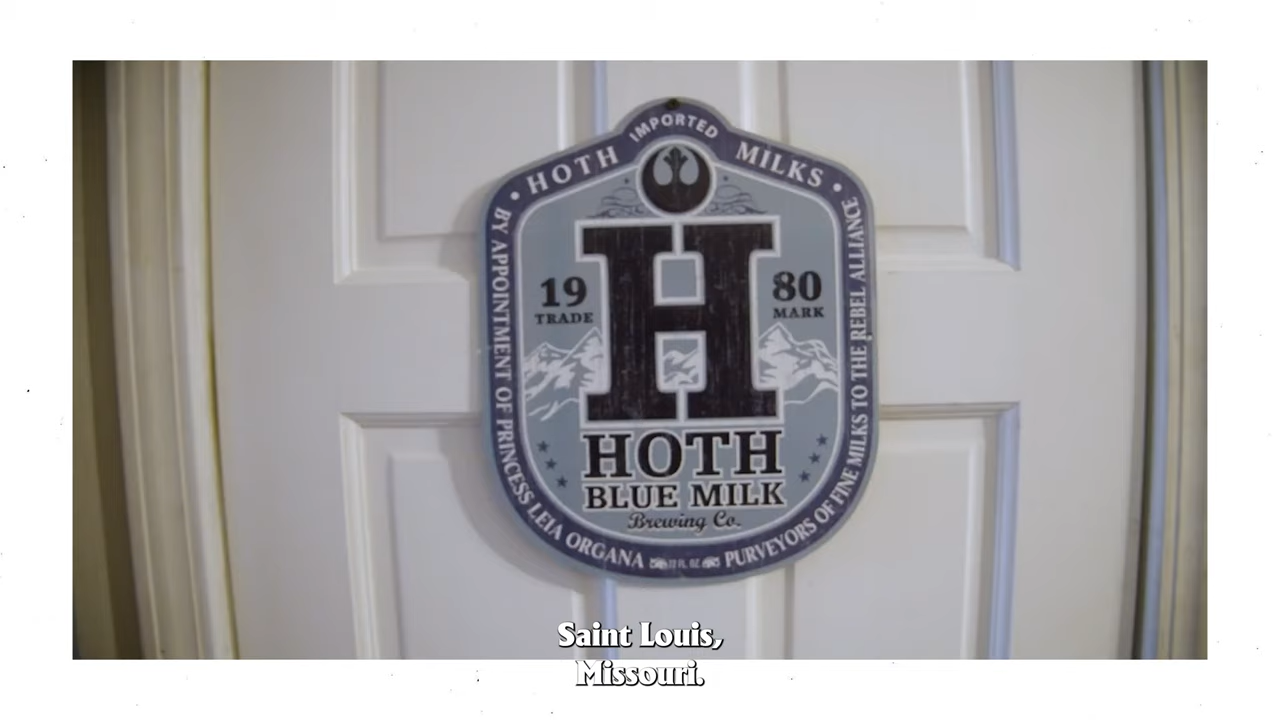 IMPORTED
• HOTH MILKS •
H
19 80
TRADE MARK
HOTH
BLUE MILK
Brewing Co.
BY APPOINTMENT OF PRINCESS LEIA ORGANA
PURVEYORS OF FINE MILKS TO THE REBEL ALLIANCE
Saint Louis,
Missouri.